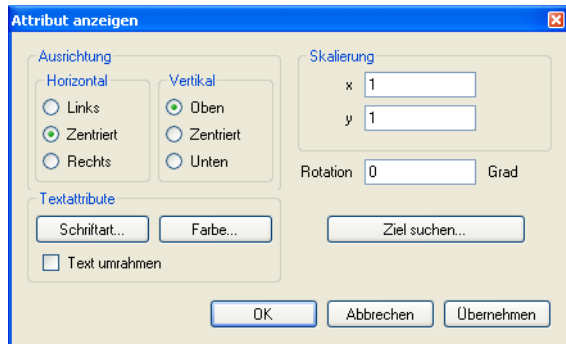 Attribut anzeigen
Ausrichtung
Horizontal
Links
Zentriert
Rechts
Vertikal
Oben
Zentriert
Unten
Skalierung
x 1
y 1
Rotation 0 Grad
Textattribute
Schriftart... Farbe...
Text umrahmen
Ziel suchen...
OK Abbrechen Übernehmen